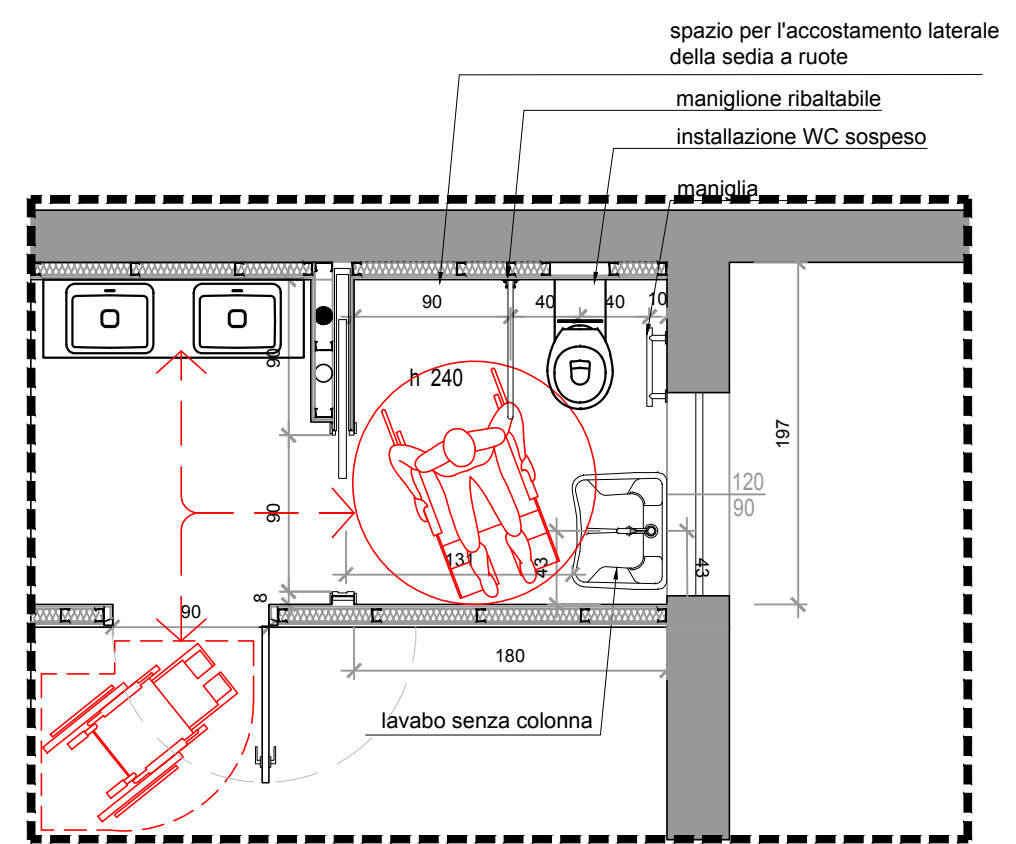 spazio per l'accostamento laterale
della sedia a ruote
maniglione ribaltabile
installazione WC sospeso
maniglia
90
40
40
10
h 240
90
197
120
90
90
131
43
43
8
90
180
lavabo senza colonna